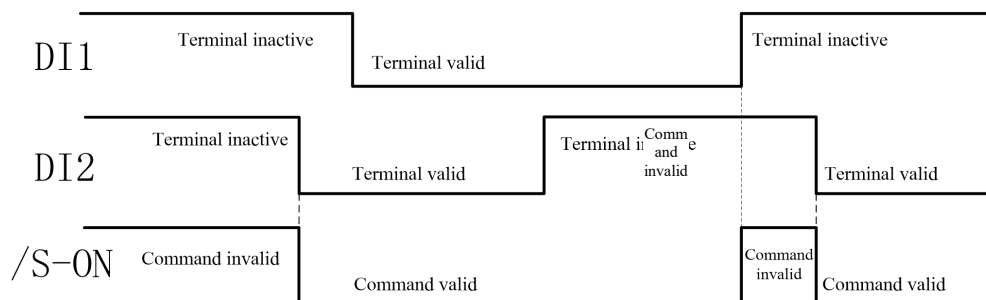 Terminal inactive
Terminal inactive
DI1
Terminal valid
Terminal inactive
Terminal i
e
Comm
and
invalid
DI2
Terminal valid
Terminal valid
/S-ON
Command invalid
Command valid
Command
invalid
Command valid